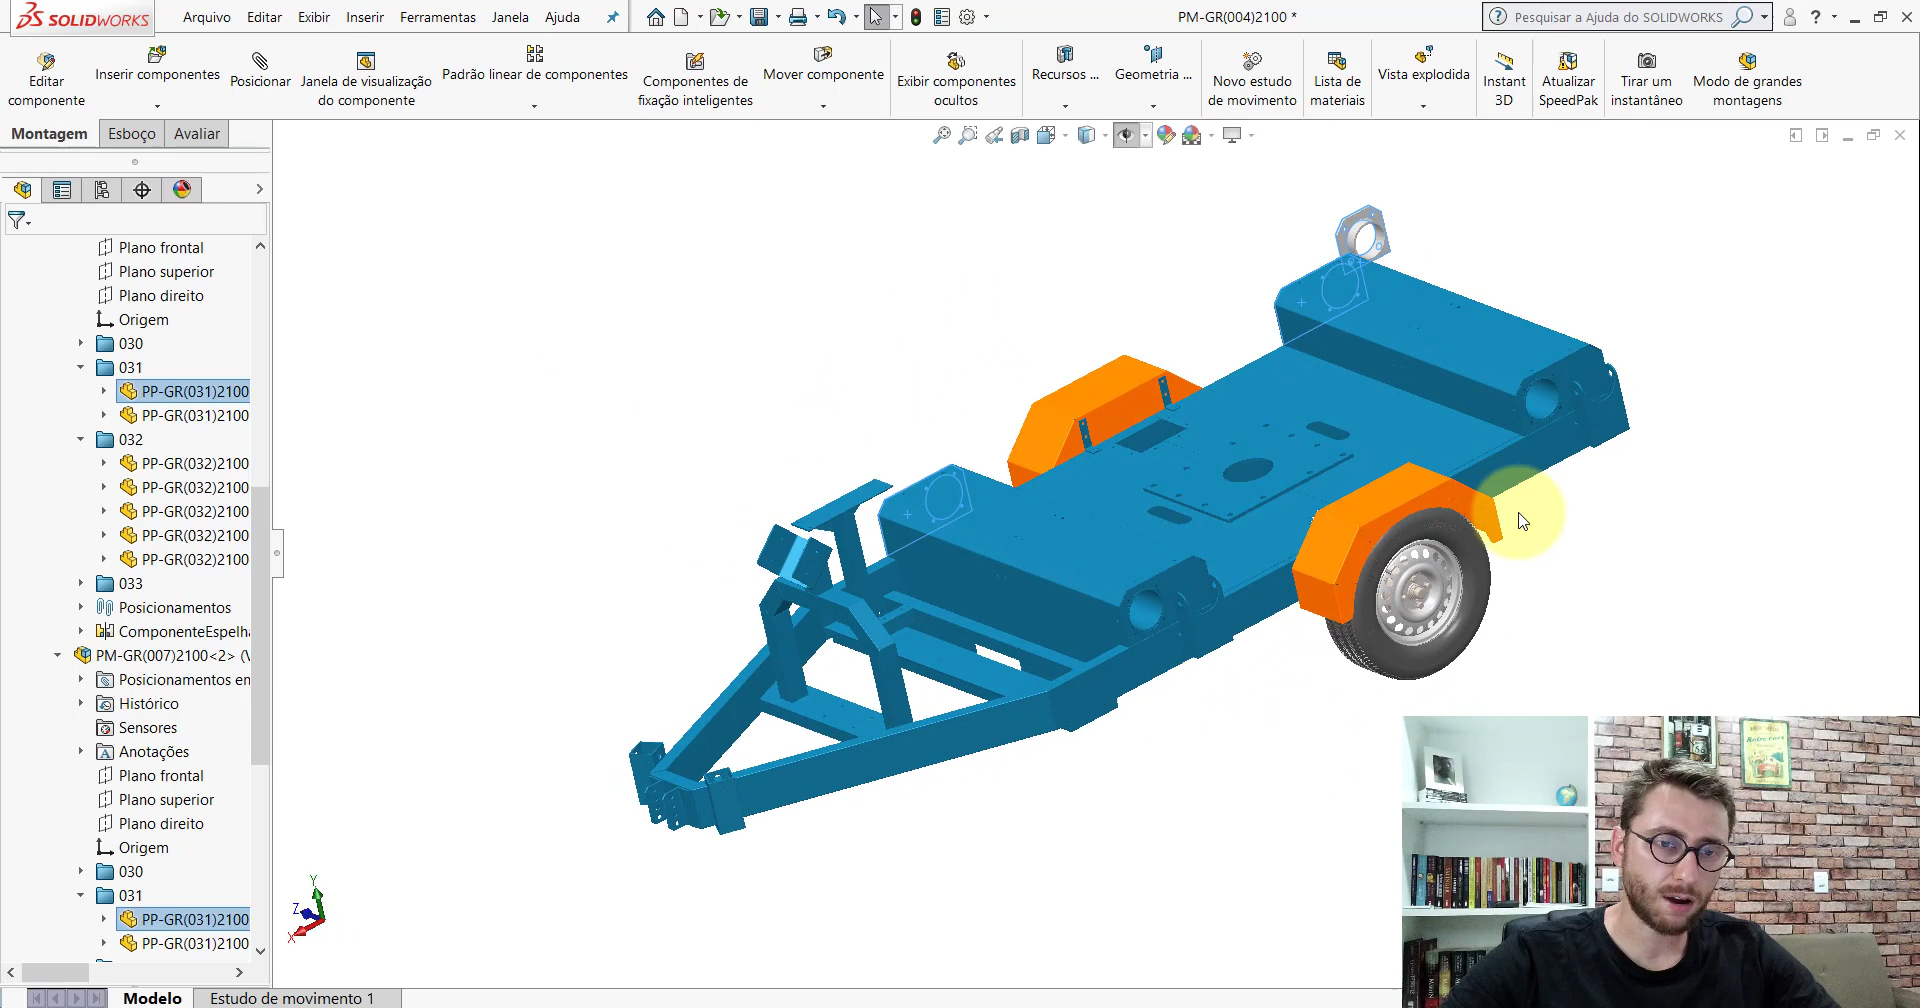 SOLIDWORKS
Arquivo Editar Exibir Inserir Ferramentas Janela Ajuda
PM-GR(004)2100 *
Pesquisar a Ajuda do SOLIDWORKS
Editar componente
Inserir componentes
Posicionar
Janela de visualização do componente
Padrão linear de componentes
Componentes de fixação inteligentes
Mover componente
Exibir componentes ocultos
Recursos ...
Geometria ...
Novo estudo de movimento
Lista de materiais
Vista explodida
Instant 3D
Atualizar SpeedPak
Tirar um instantâneo
Modo de grandes montagens
Montagem Esboço Avaliar
Plano frontal
Plano superior
Plano direito
Origem
030
031
PP-GR(031)2100
PP-GR(031)2100
032
PP-GR(032)2100
PP-GR(032)2100
PP-GR(032)2100
PP-GR(032)2100
PP-GR(032)2100
033
Posicionamentos
ComponenteEspelha
PM-GR(007)2100<2> (V
Posicionamentos en
Histórico
Sensores
Anotações
Plano frontal
Plano superior
Plano direito
Origem
030
031
PP-GR(031)2100
PP-GR(031)2100
Y
Z
X
Modelo Estudo de movimento 1